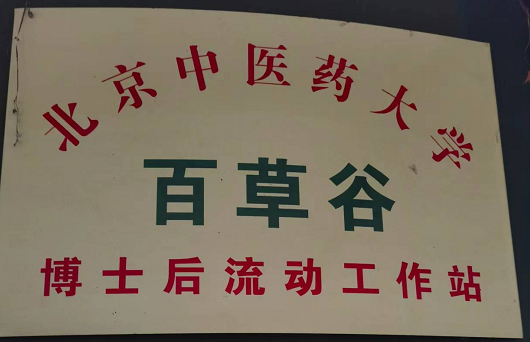 北京中医药大学
百草谷
博士后流动工作站